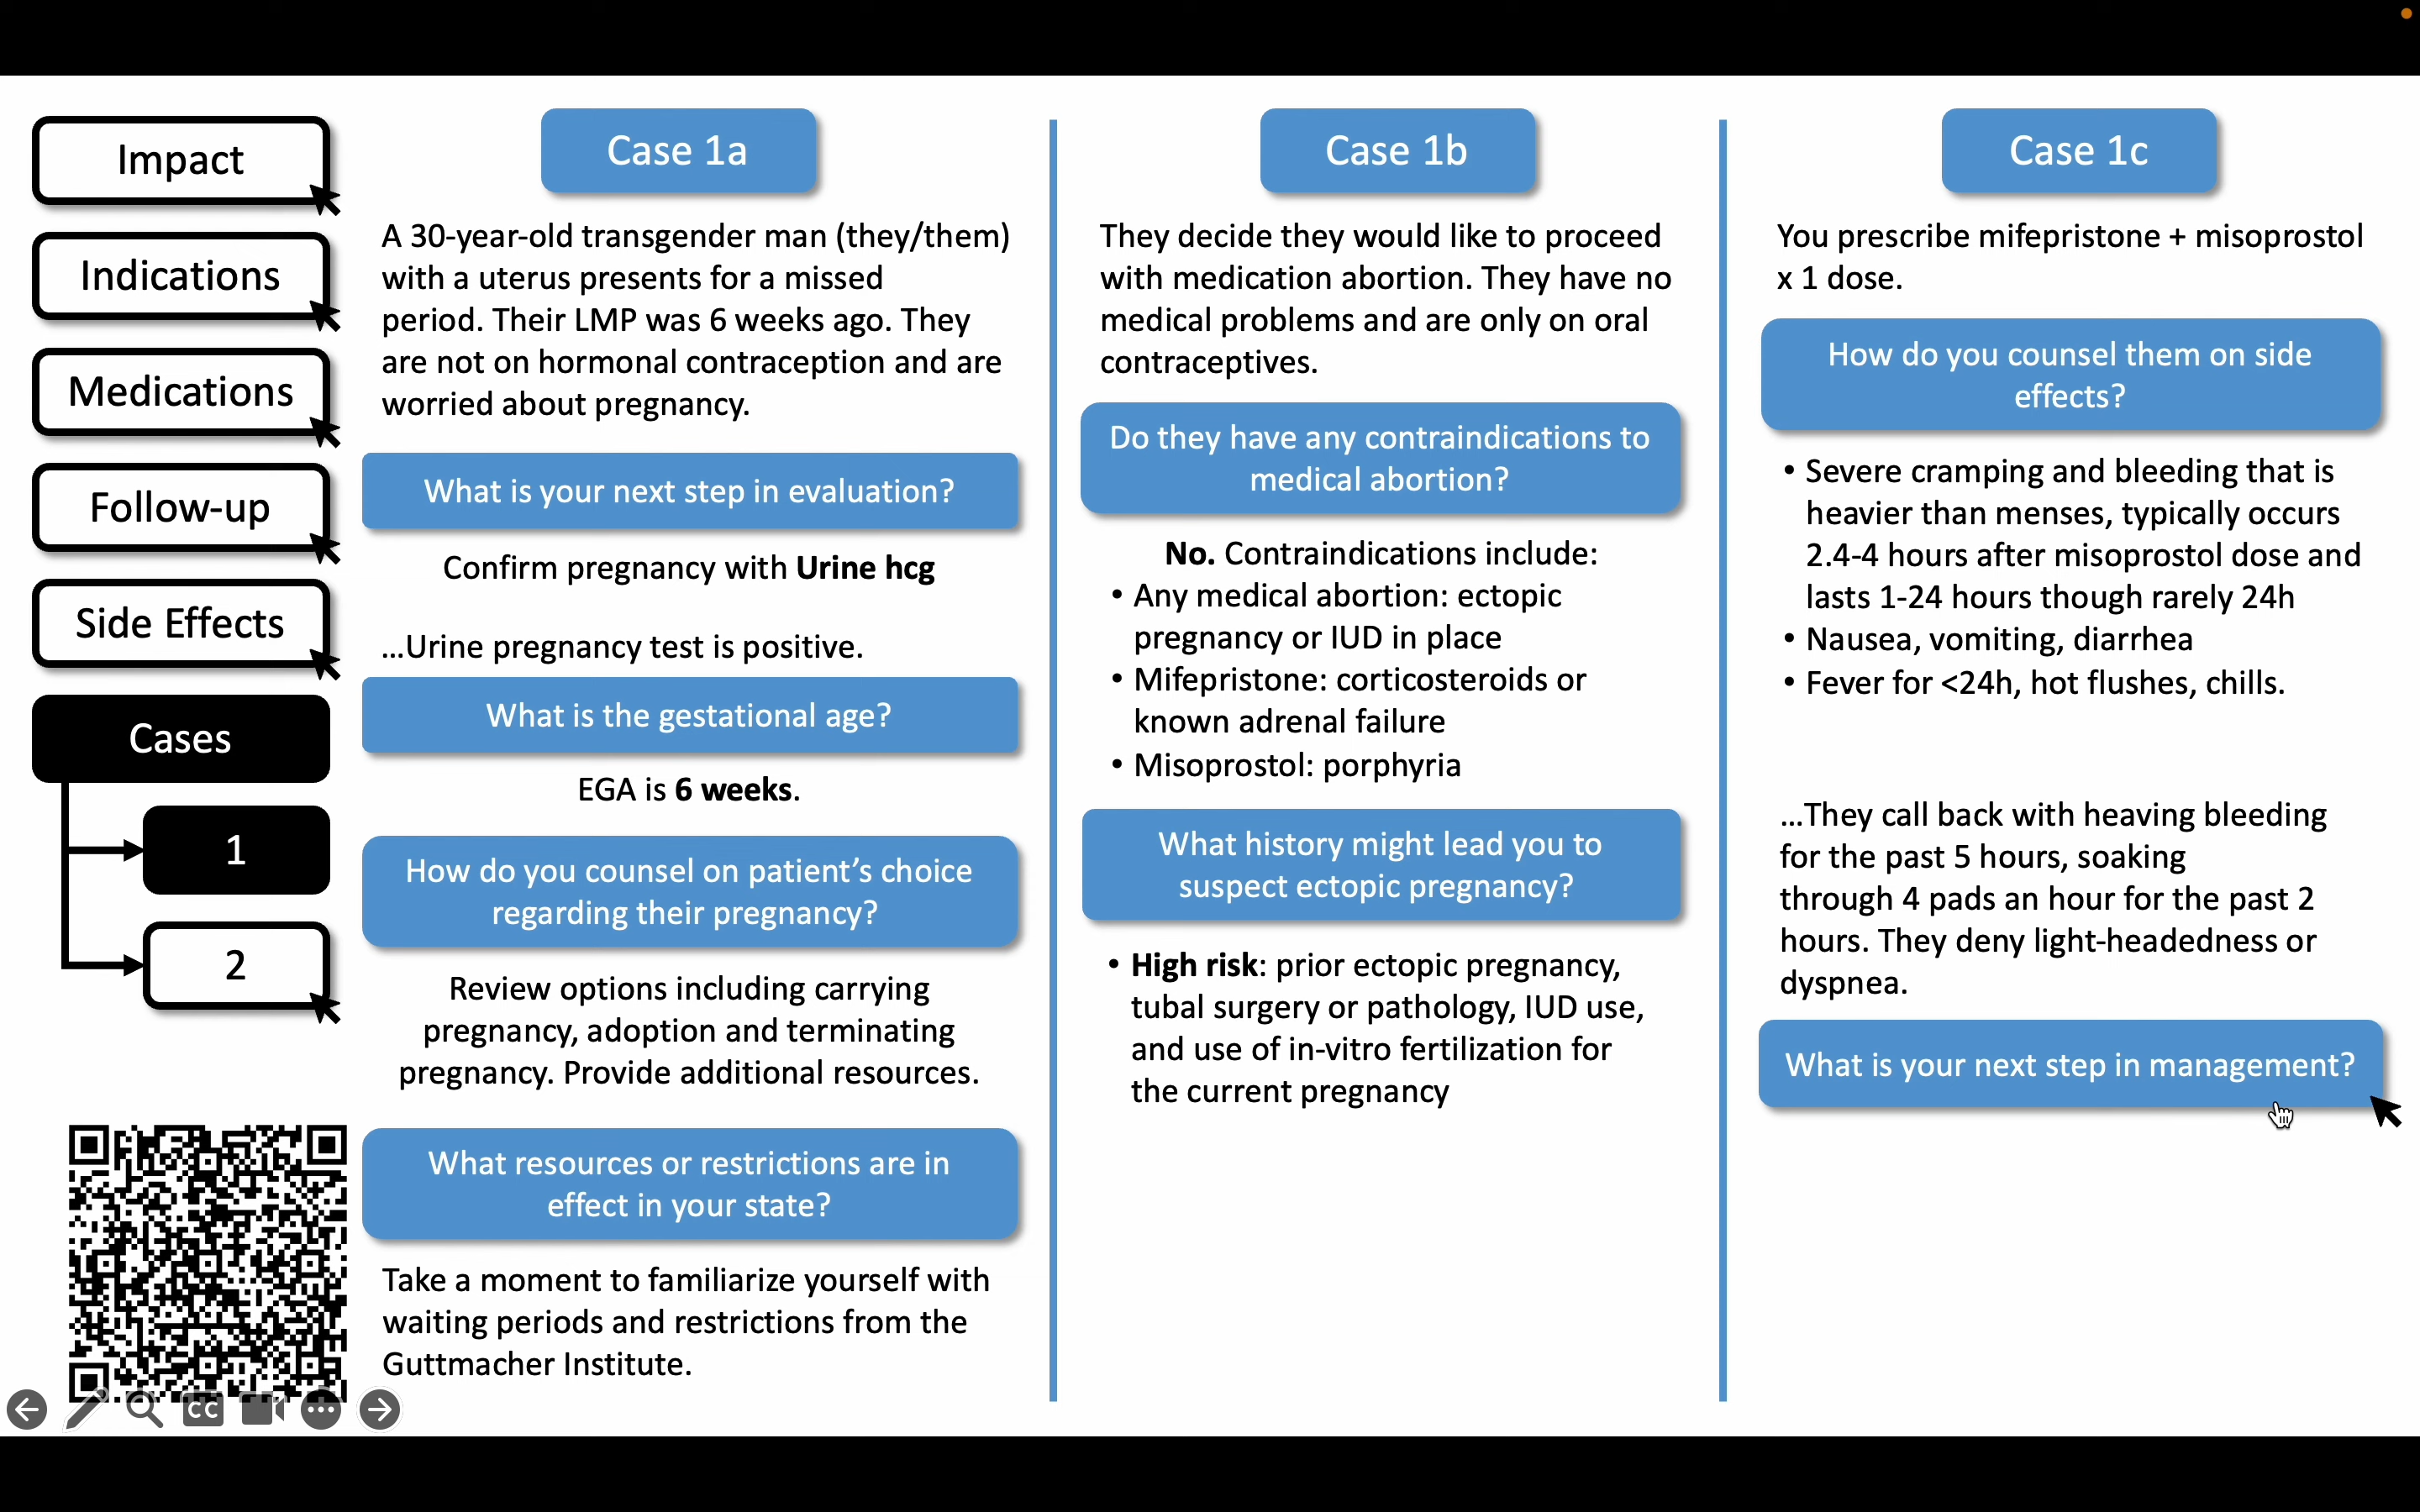 Impact
Indications
Medications
Follow-up
Side Effects
Cases
1
2
Case 1a
A 30-year-old transgender man (they/them)
with a uterus presents for a missed
period. Their LMP was 6 weeks ago. They
are not on hormonal contraception and are
worried about pregnancy.
What is your next step in evaluation?
Confirm pregnancy with Urine hcg
...Urine pregnancy test is positive.
What is the gestational age?
EGA is 6 weeks.
How do you counsel on patient's choice
regarding their pregnancy?
Review options including carrying
pregnancy, adoption and terminating
pregnancy. Provide additional resources.
What resources or restrictions are in
effect in your state?
Take a moment to familiarize yourself with
waiting periods and restrictions from the
Guttmacher Institute.
Case 1b
They decide they would like to proceed
with medication abortion. They have no
medical problems and are only on oral
contraceptives.
Do they have any contraindications to
medical abortion?
No. Contraindications include:
• Any medical abortion: ectopic
pregnancy or IUD in place
• Mifepristone: corticosteroids or
known adrenal failure
• Misoprostol: porphyria
What history might lead you to
suspect ectopic pregnancy?
• High risk: prior ectopic pregnancy,
tubal surgery or pathology, IUD use,
and use of in-vitro fertilization for
the current pregnancy
Case 1c
You prescribe mifepristone + misoprostol
x 1 dose.
How do you counsel them on side
effects?
• Severe cramping and bleeding that is
heavier than menses, typically occurs
2.4-4 hours after misoprostol dose and
lasts 1-24 hours though rarely 24h
• Nausea, vomiting, diarrhea
• Fever for <24h, hot flushes, chills.
...They call back with heaving bleeding
for the past 5 hours, soaking
through 4 pads an hour for the past 2
hours. They deny light-headedness or
dyspnea.
What is your next step in management?
CC